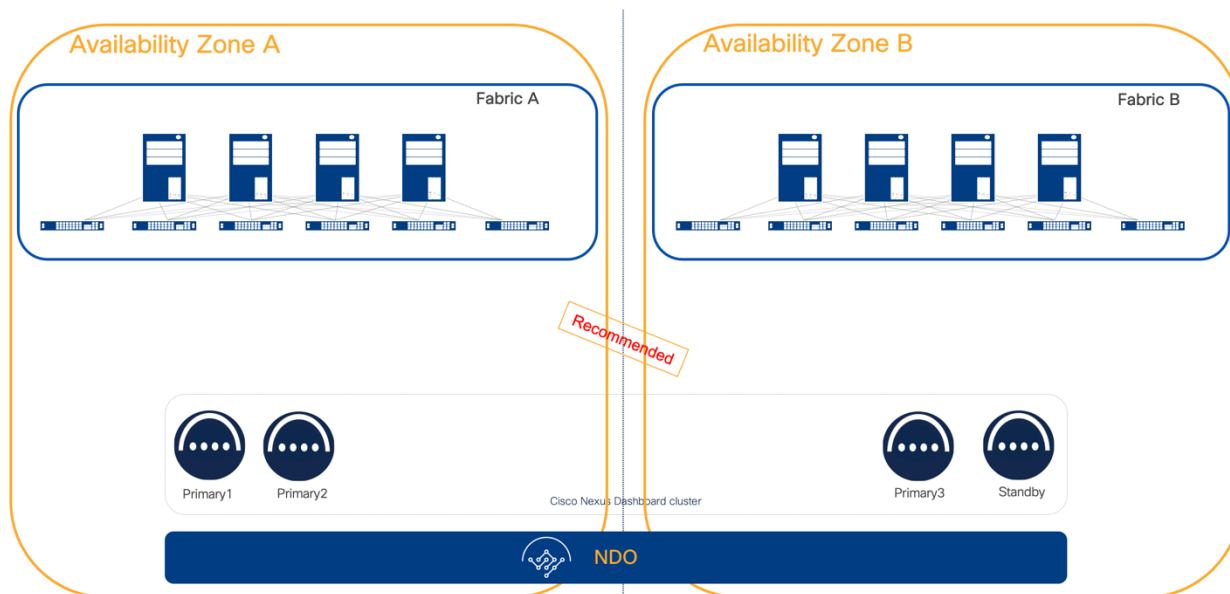 Availability Zone A
Availability Zone B
Fabric A
Fabric B
Recommended
Primary1
Primary2
Primary3
Standby
Cisco Nexus Dashboard cluster
NDO